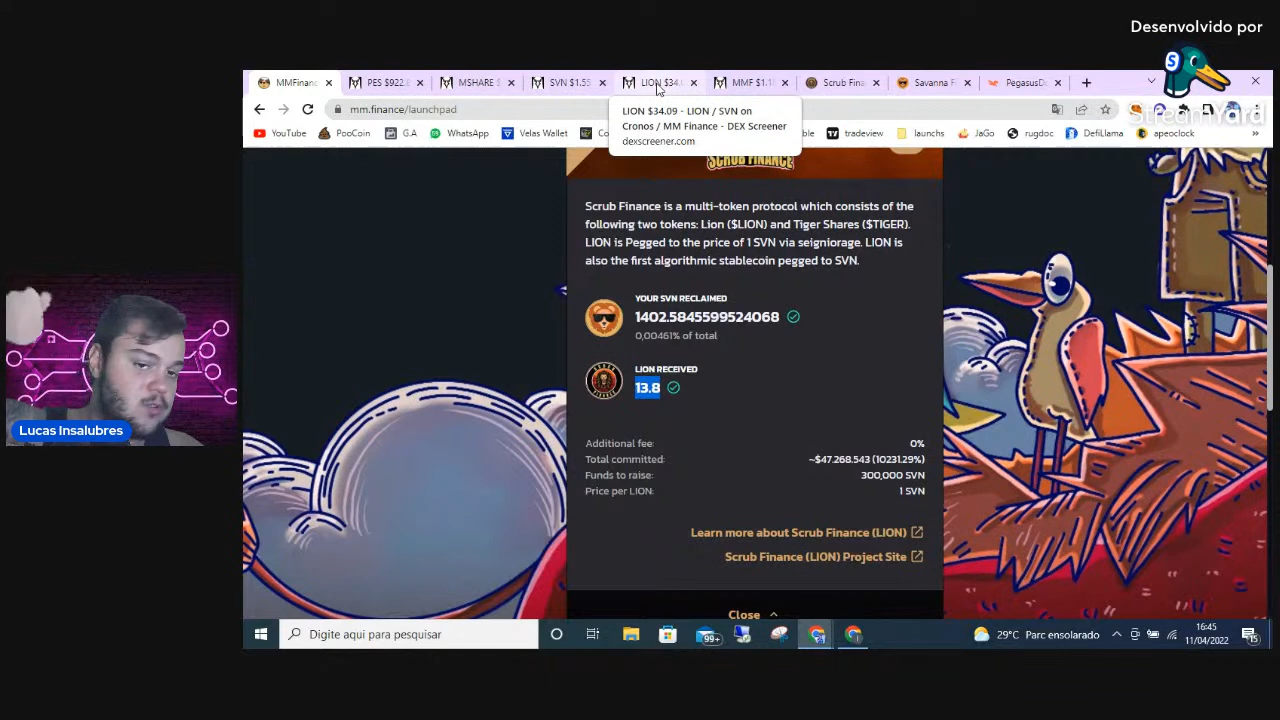 Desenvolvido por
StreamYard
MMFinanc
PES $922.
MSHARE $
SVN $1.55
LION $34.0
MMF $1.1
Scrub Fina
Savanna F
PegasusDo
mm.finance/launchpad
YouTube
PooCoin
G.A
WhatsApp
Velas Wallet
tradeview
launchs
JaGo
rugdoc
DefiLlama
apeoclock
LION $34.09 - LION / SVN on
Cronos / MM Finance - DEX Screener
dexscreener.com
SCRUB FINANCE
Scrub Finance is a multi-token protocol which consists of the
following two tokens: Lion ($LION) and Tiger Shares ($TIGER).
LION is Pegged to the price of 1 SVN via seigniorage. LION is
also the first algorithmic stablecoin pegged to SVN.
YOUR SVN RECLAIMED
1402.5845599524068
0,00461% of total
LION RECEIVED
13.8
Additional fee: 0%
Total committed: ~$47.268.543 (10231.29%)
Funds to raise: 300,000 SVN
Price per LION: 1 SVN
Learn more about Scrub Finance (LION)
Scrub Finance (LION) Project Site
Close
Lucas Insalubres
Digite aqui para pesquisar
99+
29°C Parc ensolarado
16:45
11/04/2022